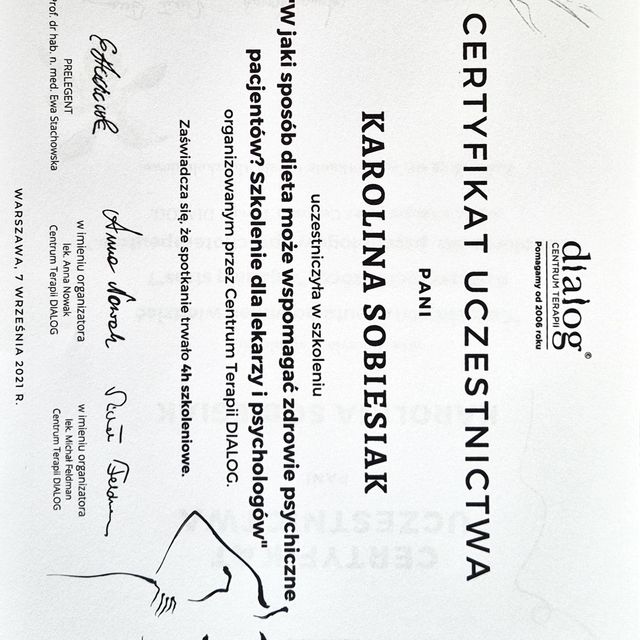 dialog®
CENTRUM TERAPII
Pomagamy od 2006 roku
CERTYFIKAT UCZESTNICTWA
PANI
KAROLINA SOBIESIAK
uczestniczyła w szkoleniu
"W jaki sposób dieta może wspomagać zdrowie psychiczne
pacjentów? Szkolenie dla lekarzy i psychologów"
organizowanym przez Centrum Terapii DIALOG.
Zaświadcza się, że spotkanie trwało 4h szkoleniowe.
Anna Nowak
PRELEGENT
Prof. dr hab. n. med. Ewa Stachowska
w imieniu organizatora
lek. Anna Nowak
Centrum Terapii DIALOG
w imieniu organizatora
lek. Michał Feldman
Centrum Terapii DIALOG
WARSZAWA, 7 WRZEŚNIA 2021 R.